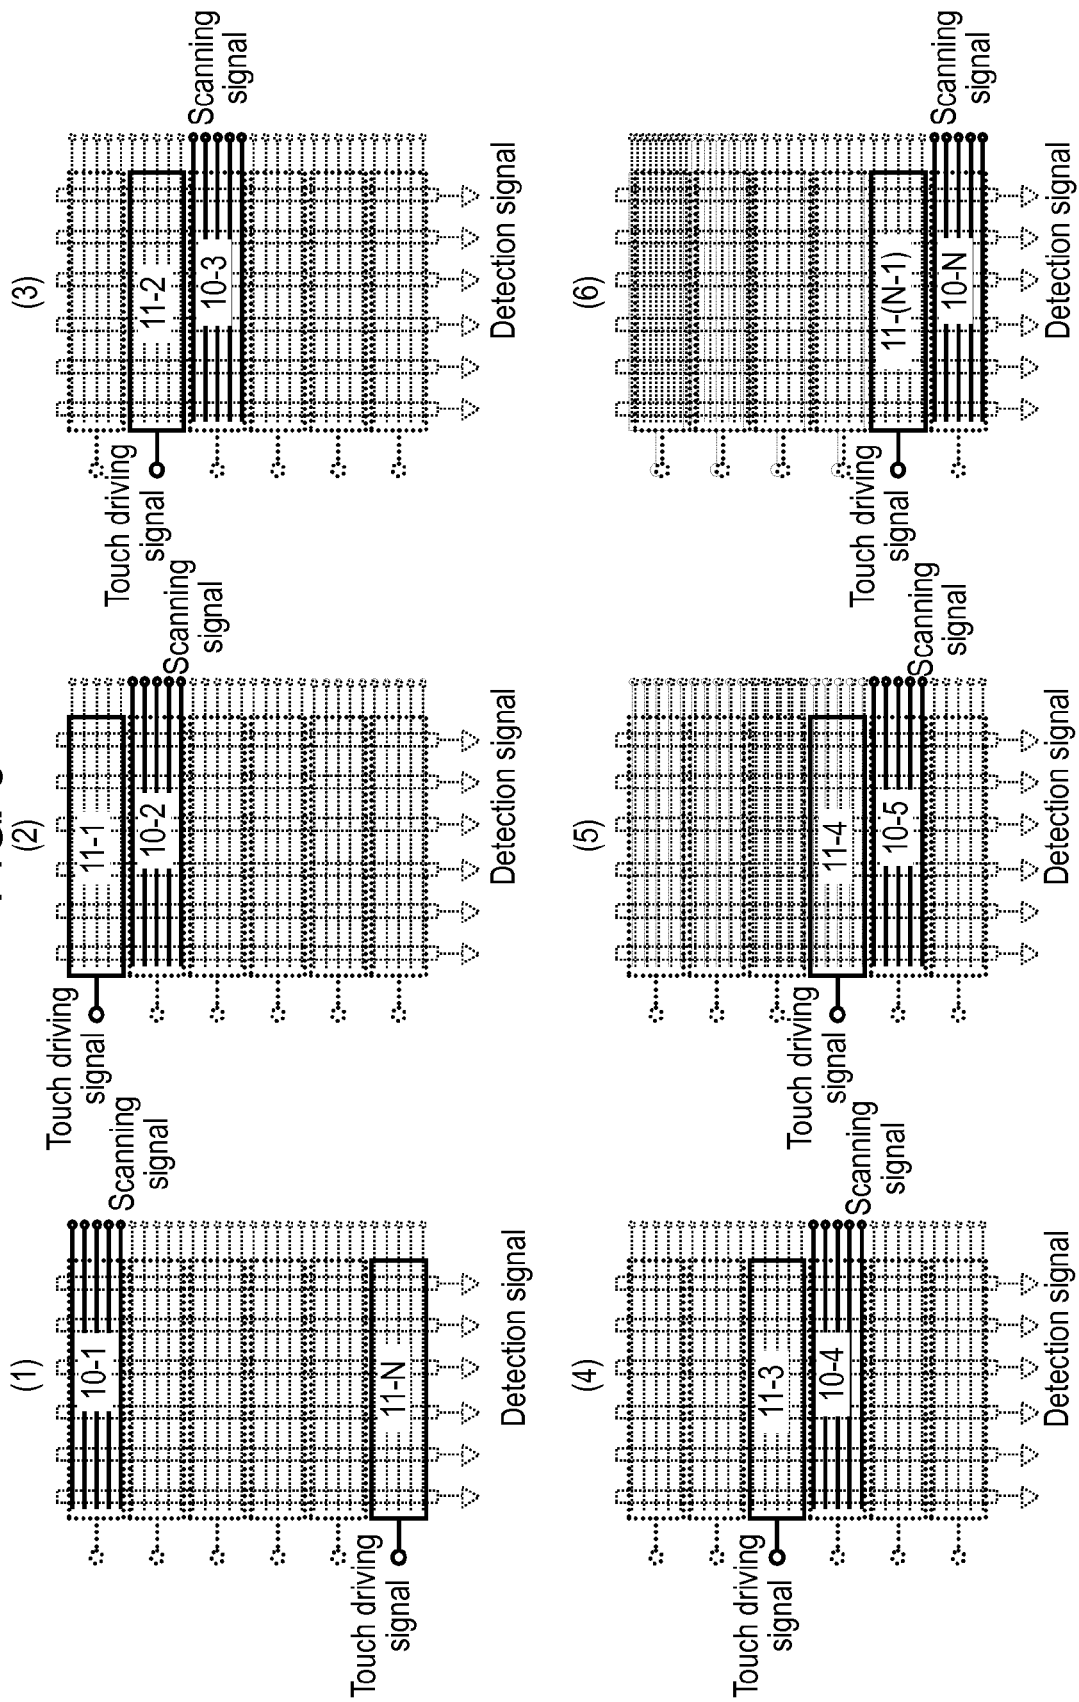 (1)
10-1
Scanning
signal
11-N
Touch driving
signal
Detection signal
(2)
Touch driving
signal
11-1
10-2
Scanning
signal
Detection signal
(3)
Touch driving
signal
11-2
10-3
Scanning
signal
Detection signal
(4)
Touch driving
signal
11-3
10-4
Scanning
signal
Detection signal
(5)
Touch driving
signal
11-4
10-5
Scanning
signal
Detection signal
(6)
Touch driving
signal
11-(N-1)
10-N
Scanning
signal
Detection signal